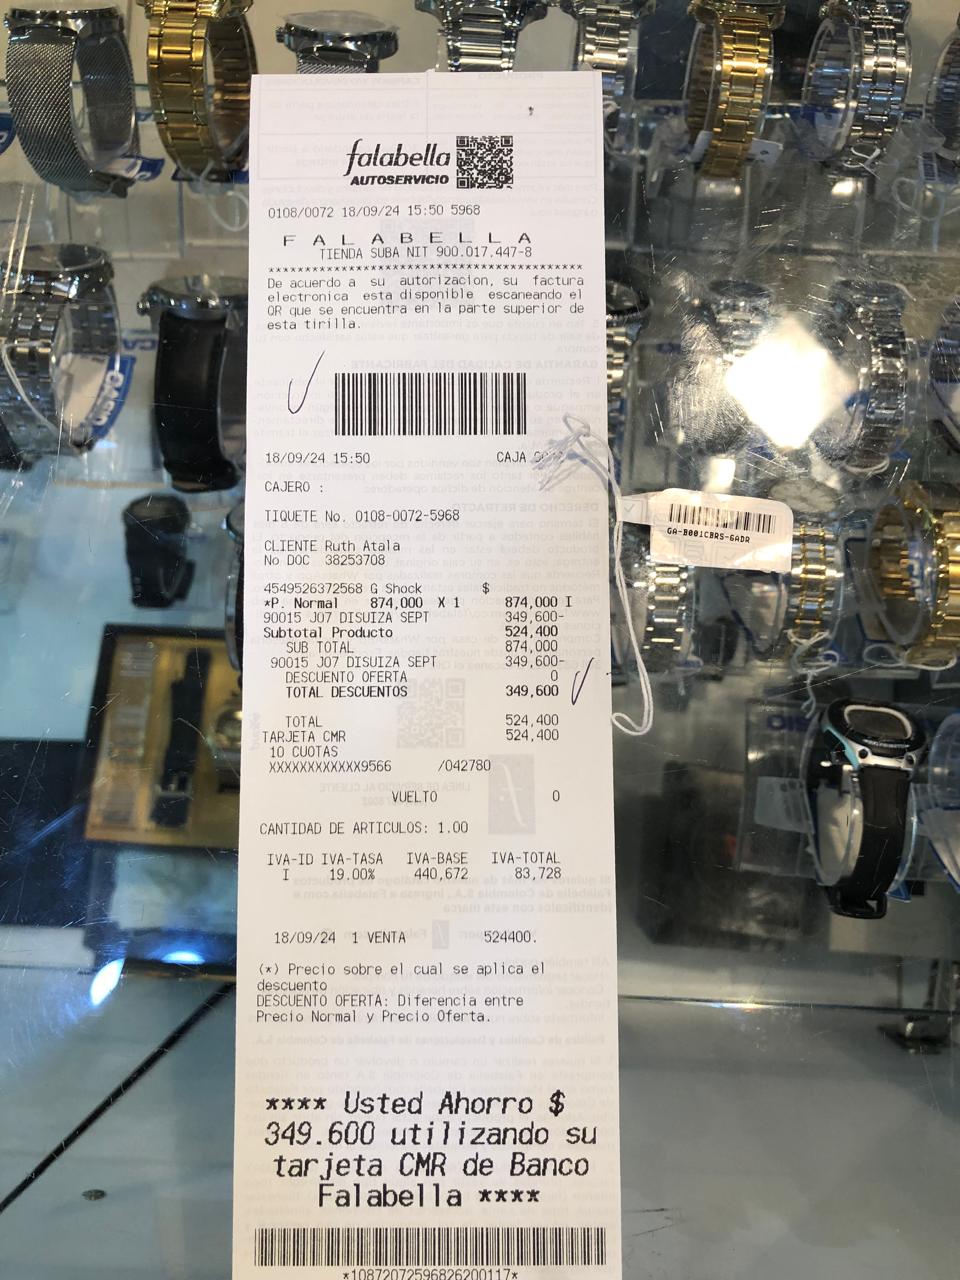 falabella
AUTOSERVICIO
0108/0072 18/09/24 15:50 5968
F A L A B E L L A
TIENDA SUBA NIT 900.017.447-8
******************************************
De acuerdo a su autorizacion, su factura
electronica esta disponible escaneando el
QR que se encuentra en la parte superior de
esta tirilla.
18/09/24 15:50 CAJA
CAJERO :
TIQUETE No. 0108-0072-5968
CLIENTE Ruth Atala
No DOC 38253708
4549526372568 G Shock $
*P. Normal 874,000 X 1 874,000 I
90015 J07 DISUIZA SEPT 349,600-
Subtotal Producto 524,400
SUB TOTAL 874,000
90015 J07 DISUIZA SEPT 349,600-
DESCUENTO OFERTA 0
TOTAL DESCUENTOS 349,600
TOTAL 524,400
TARJETA CMR 524,400
10 CUOTAS
XXXXXXXXXXXX9566 /042780
VUELTO 0
CANTIDAD DE ARTICULOS: 1.00
IVA-ID IVA-TASA IVA-BASE IVA-TOTAL
I 19.00% 440,672 83,728
18/09/24 1 VENTA 524400.
(*) Precio sobre el cual se aplica el
descuento
DESCUENTO OFERTA: Diferencia entre
Precio Normal y Precio Oferta.
**** Usted Ahorro $
349.600 utilizando su
tarjeta CMR de Banco
Falabella ****
*10872072596826200117*
GA-B001CBRS-6ADR
CASIO